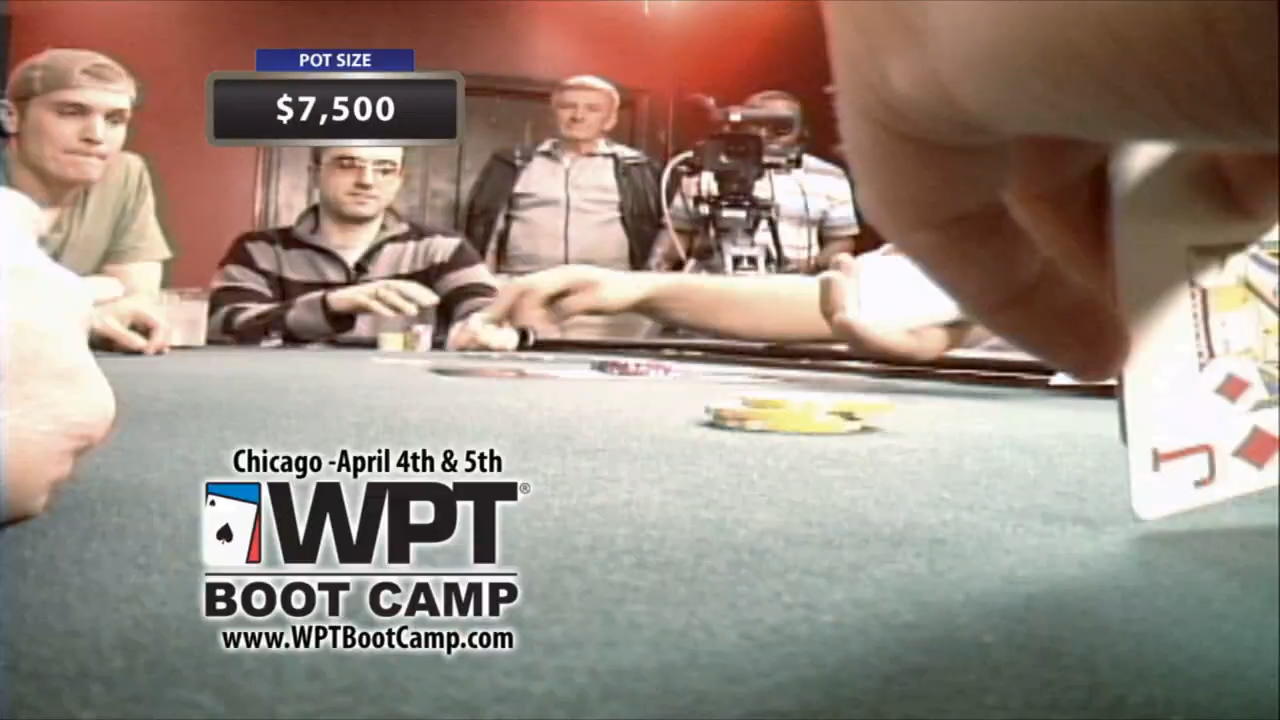 POT SIZE
$7,500
Chicago -April 4th & 5th
WPT®
BOOT CAMP
www.WPTBootCamp.com
J